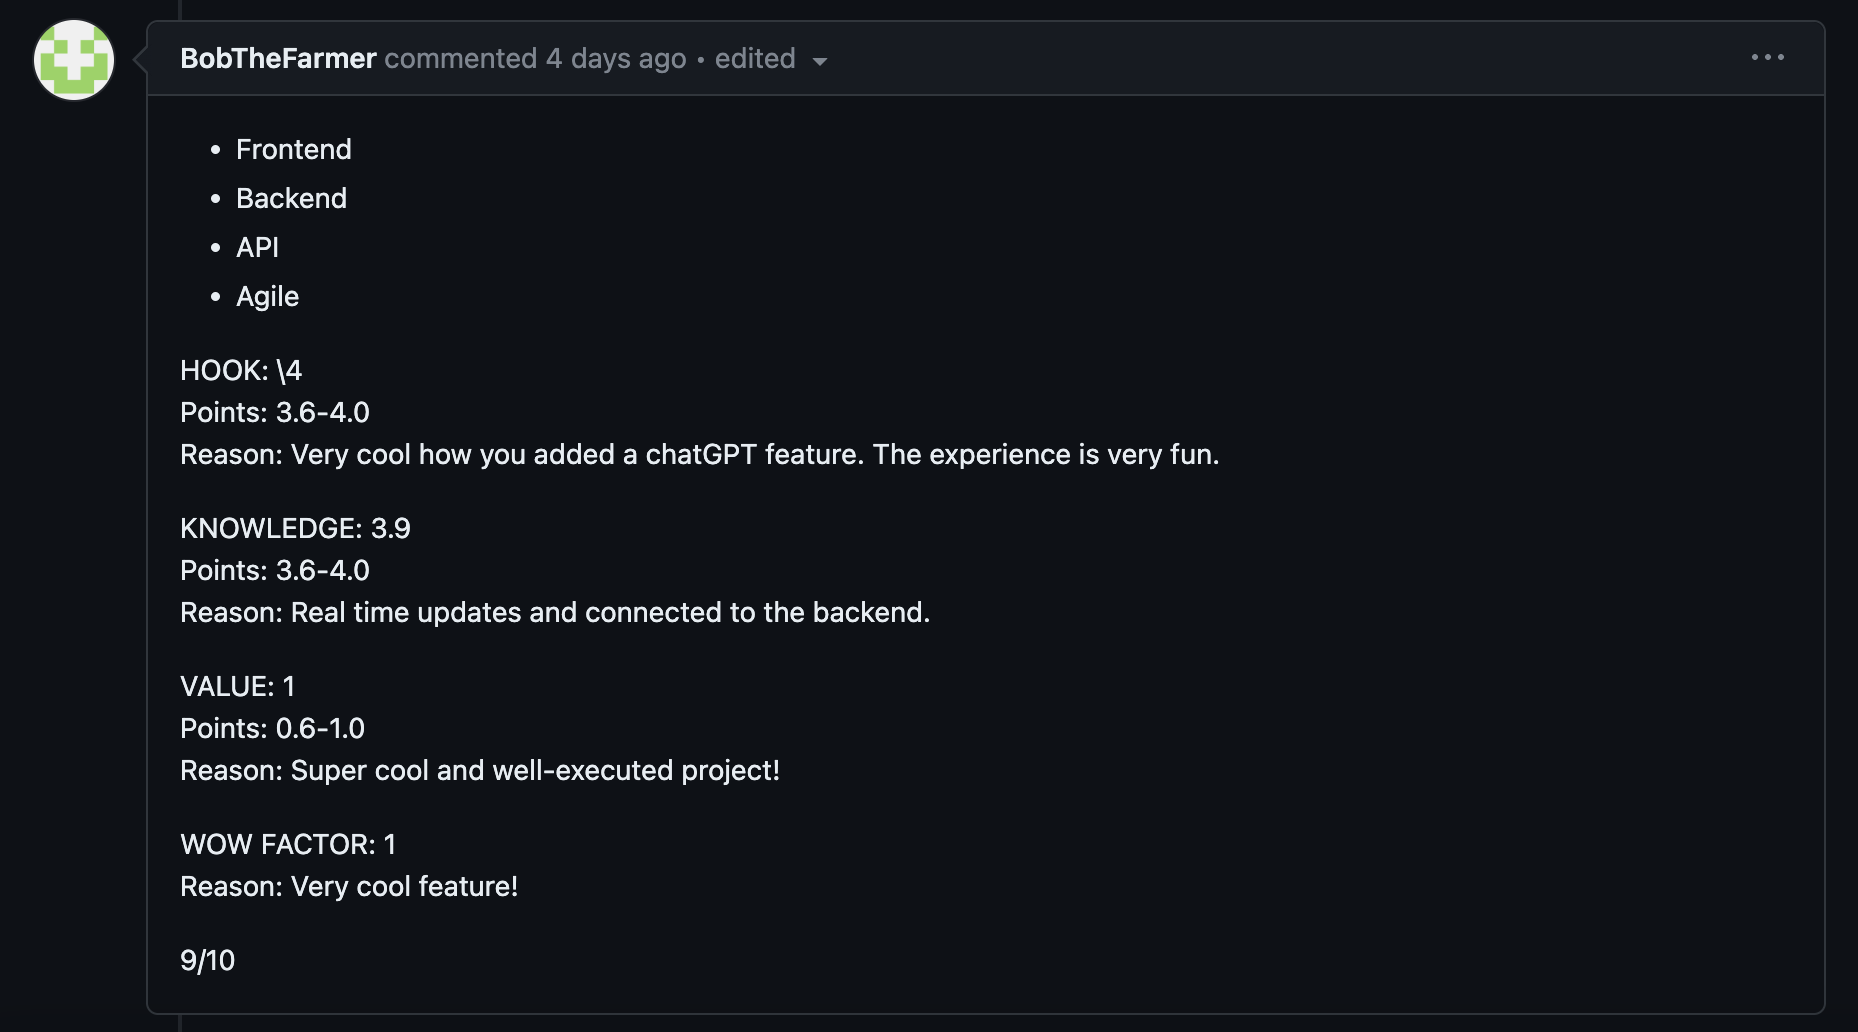 BobTheFarmer commented 4 days ago • edited
• Frontend
• Backend
• API
• Agile
HOOK: \4
Points: 3.6-4.0
Reason: Very cool how you added a chatGPT feature. The experience is very fun.
KNOWLEDGE: 3.9
Points: 3.6-4.0
Reason: Real time updates and connected to the backend.
VALUE: 1
Points: 0.6-1.0
Reason: Super cool and well-executed project!
WOW FACTOR: 1
Reason: Very cool feature!
9/10